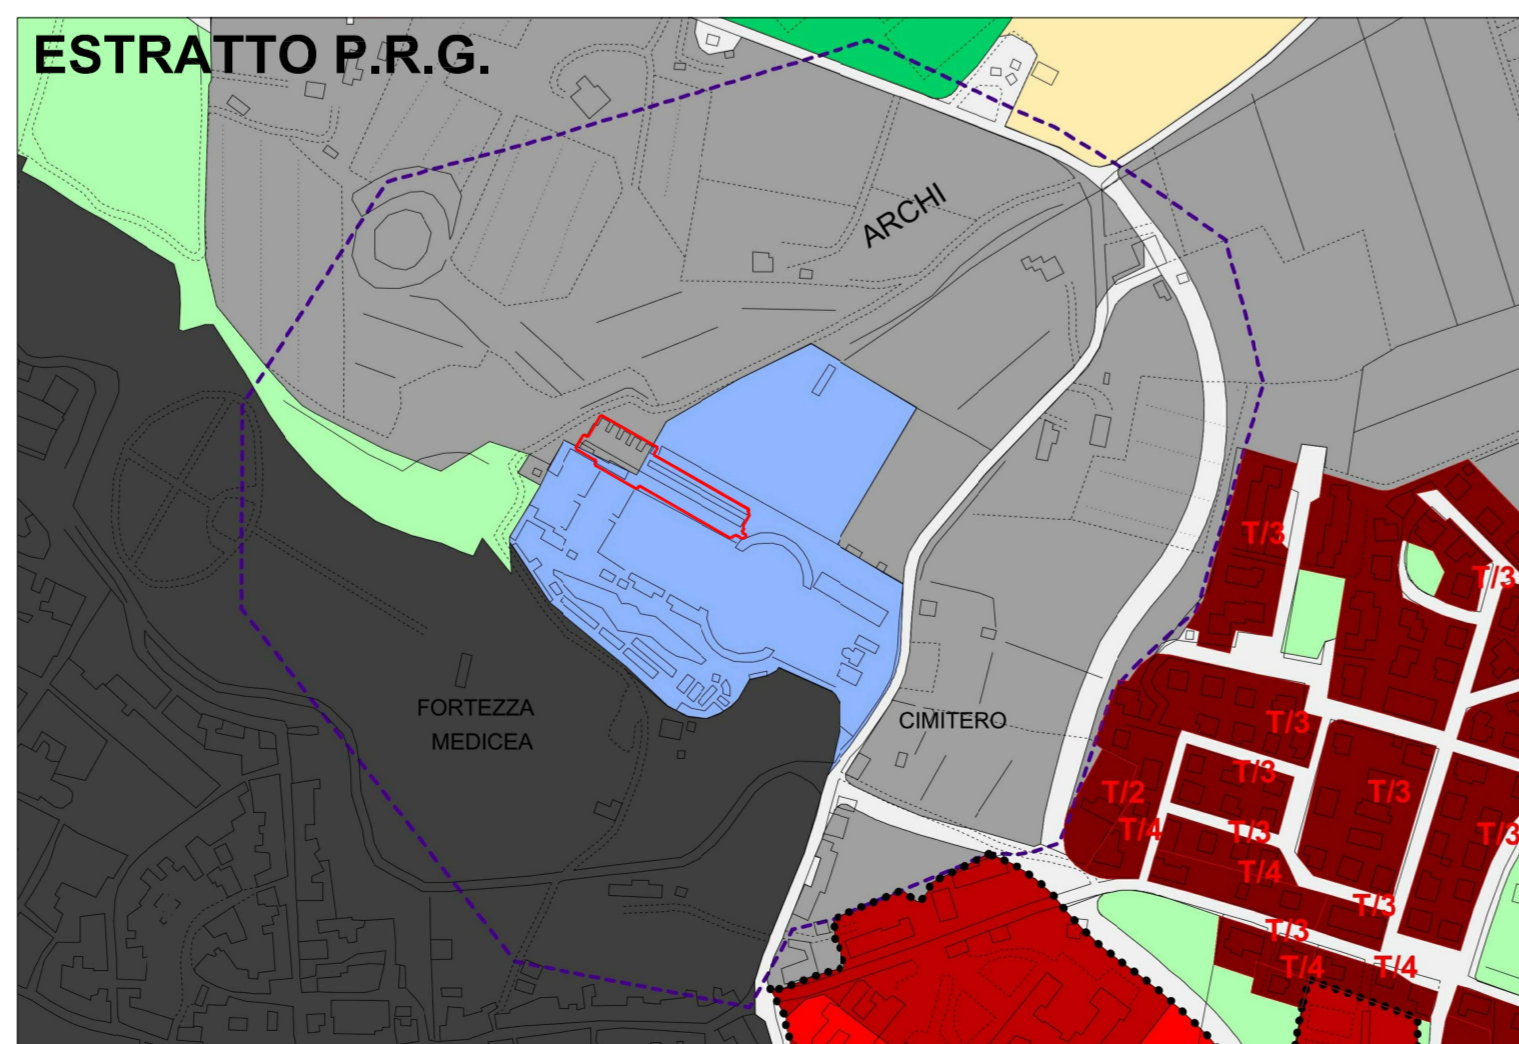 ESTRATTO P.R.G.
ARCHI
T/3
T/3
FORTEZZA
MEDICEA
CIMITERO
T/3
T/3
T/2
T/3
T/4
T/3
T/3
T/4
T/3
T/3
T/4
T/4